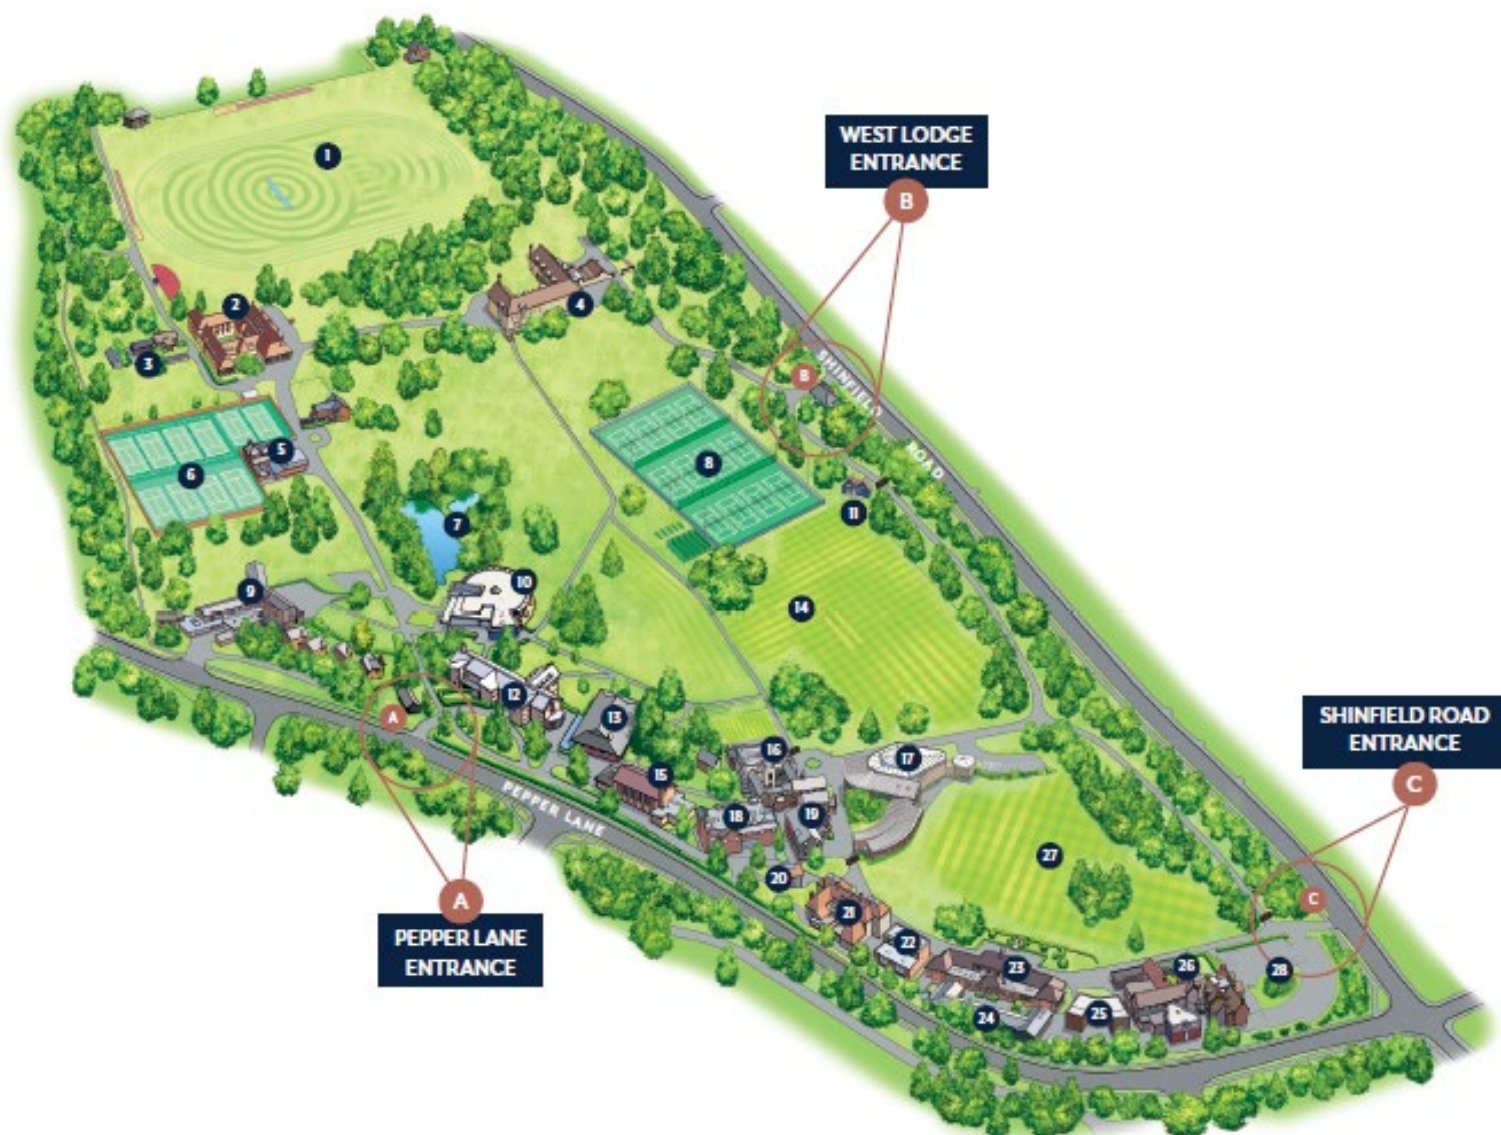 1
WEST LODGE
ENTRANCE
B
2
4
3
B
SHINFIELD
ROAD
5
8
6
11
7
10
9
14
12
A
13
SHINFIELD ROAD
ENTRANCE
C
16
17
15
PEPPER LANE
18
19
27
20
C
A
21
PEPPER LANE
ENTRANCE
22
23
26
28
24
25